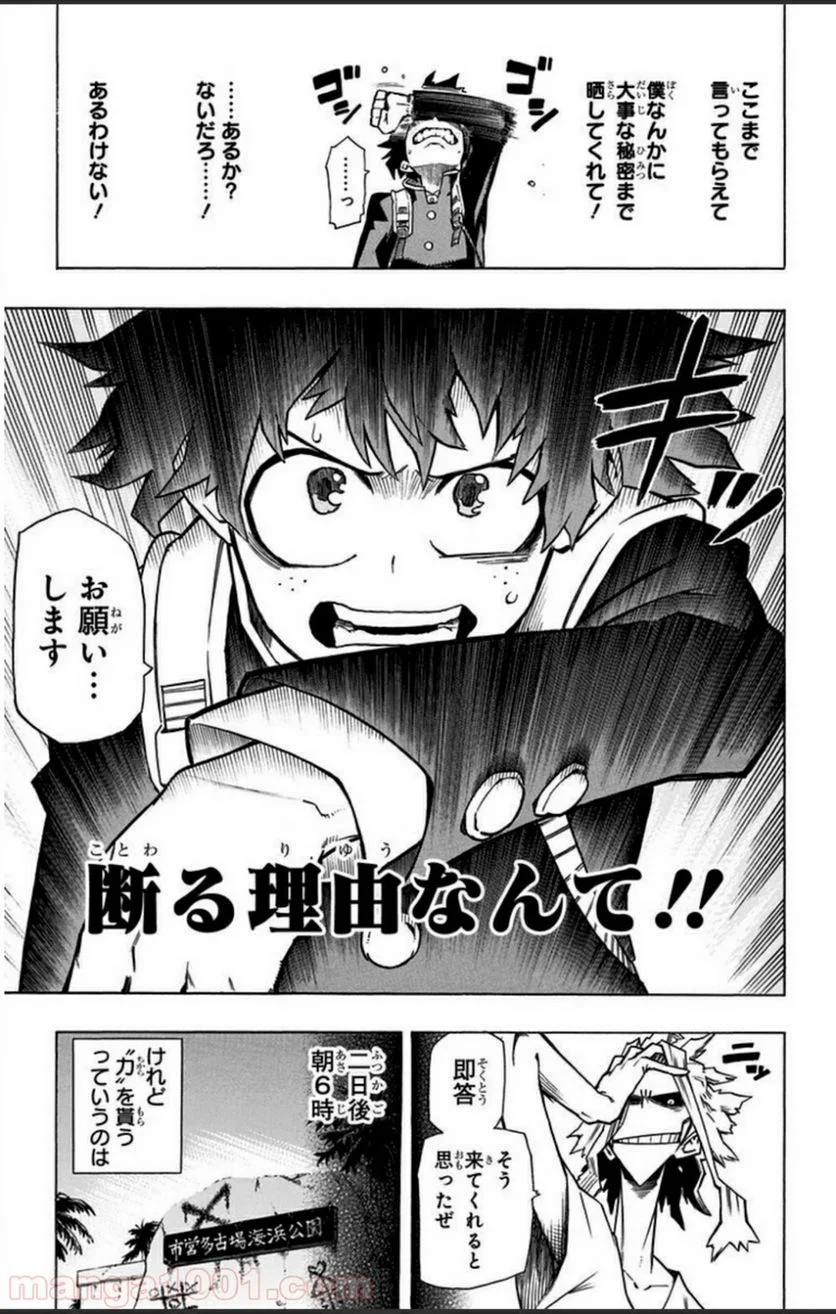 ここまで
言ってもらえて
僕なんかに
大事な秘密まで
晒してくれて!
ゴシ
ゴシ
……っ
……あるか?
ないだろ……!
あるわけない!
キッ
お願い…
します
断る理由なんて!!
ニッ
即答
そう
来てくれると
思ったぜ
二日後
朝6時
けれど
“力”を貰う
っていうのは
市営多古場海浜公園
manga1001.com